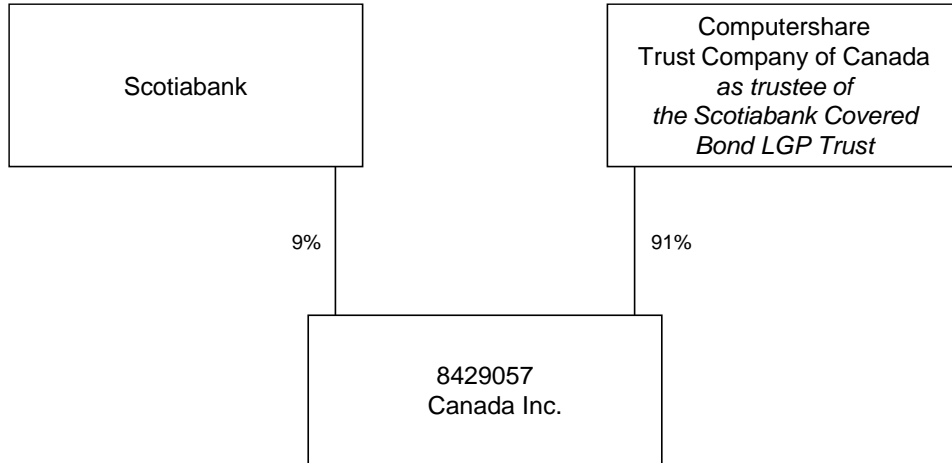 Scotiabank
Computershare
Trust Company of Canada
as trustee of
the Scotiabank Covered
Bond LGP Trust
9%
91%
8429057
Canada Inc.